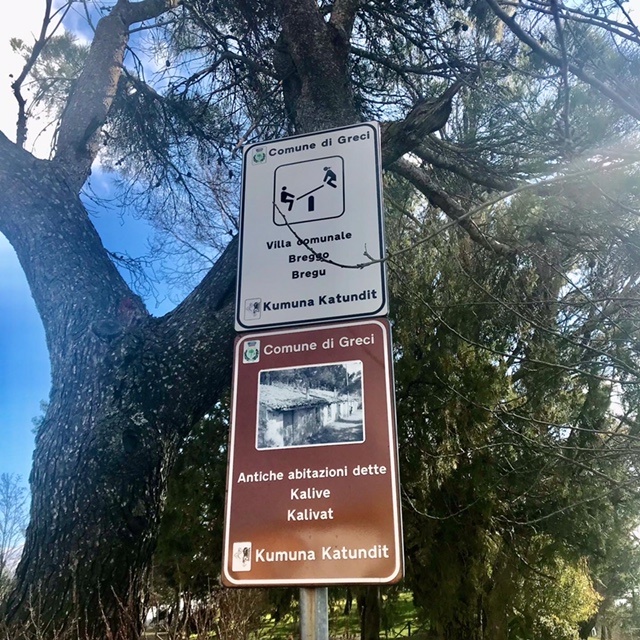 Comune di Greci
Villa comunale
Breggo
Bregu
Kumuna Katundit
Comune di Greci
Antiche abitazioni dette
Kalive
Kalivat
Kumuna Katundit